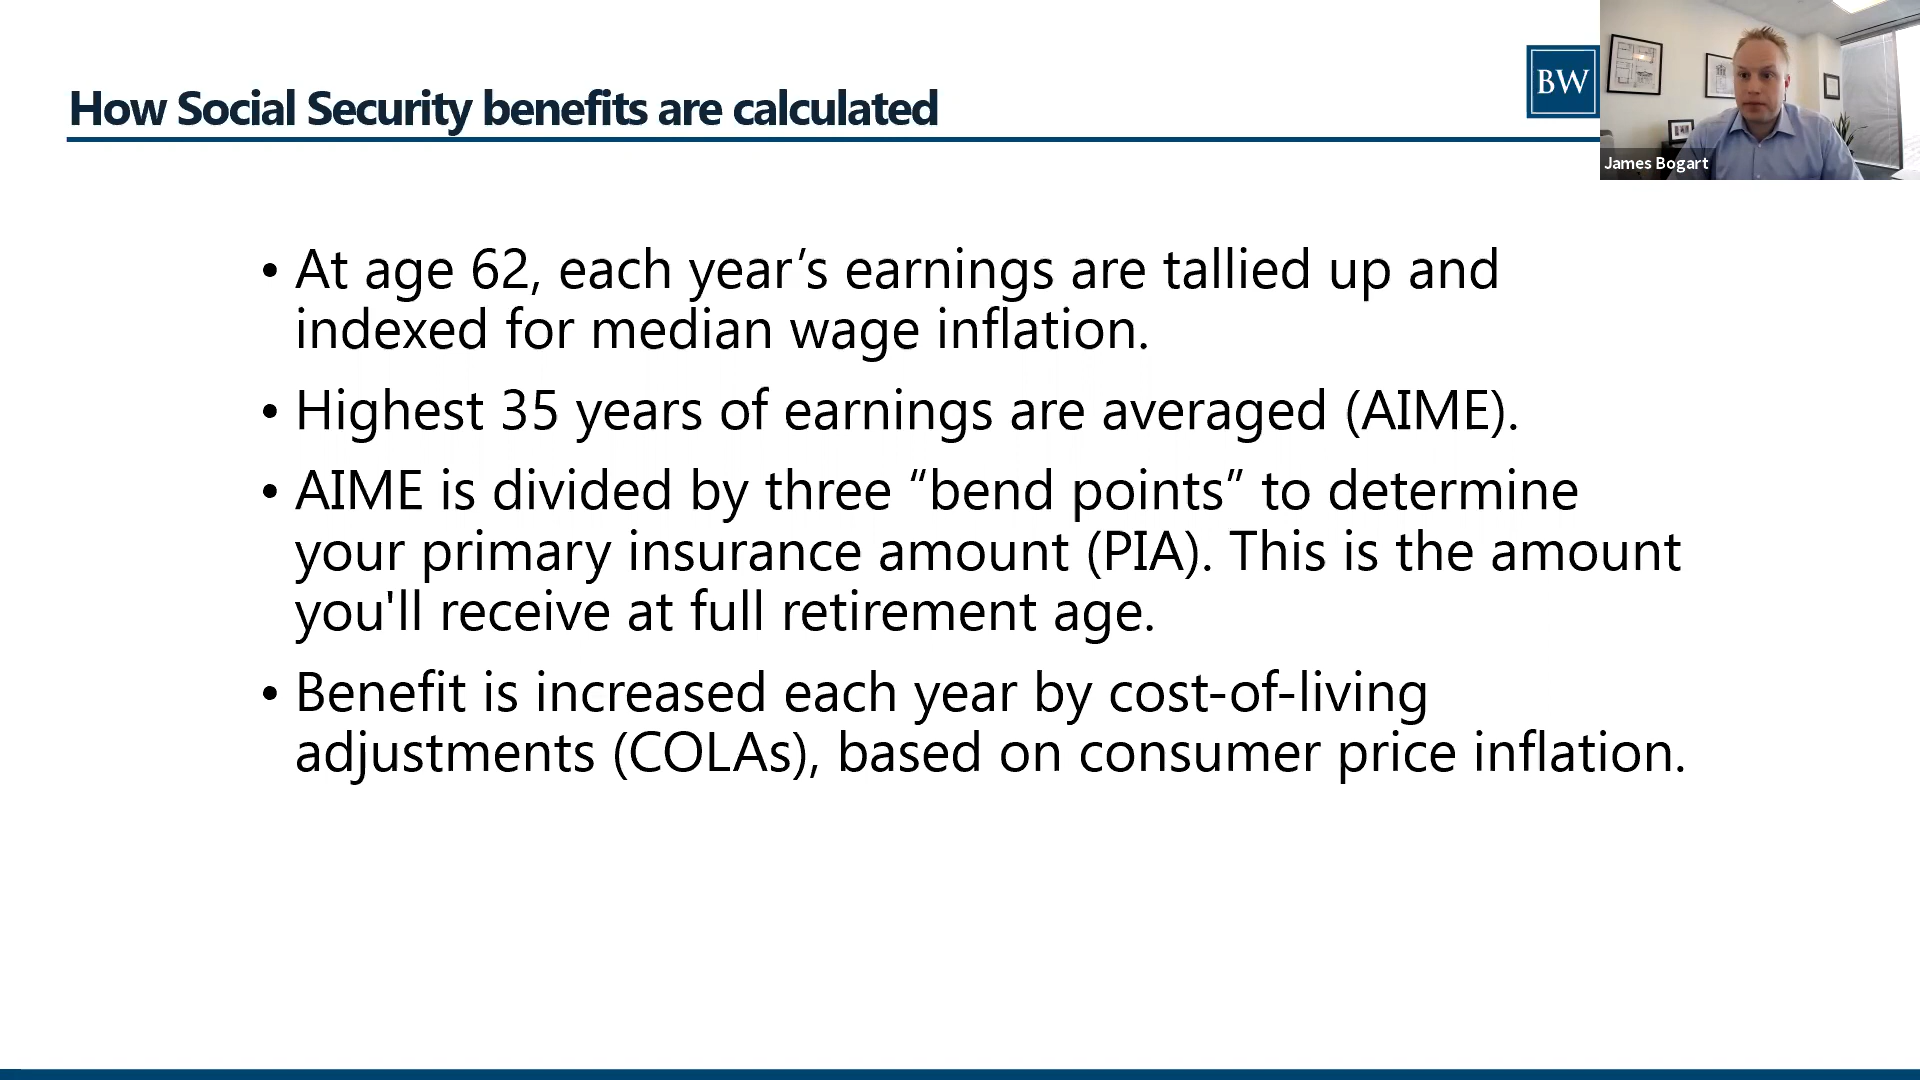 How Social Security benefits are calculated
BW
James Bogart
• At age 62, each year’s earnings are tallied up and
indexed for median wage inflation.
• Highest 35 years of earnings are averaged (AIME).
• AIME is divided by three “bend points” to determine
your primary insurance amount (PIA). This is the amount
you'll receive at full retirement age.
• Benefit is increased each year by cost-of-living
adjustments (COLAs), based on consumer price inflation.